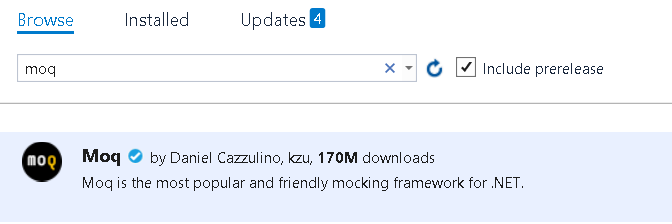 Browse Installed Updates 4
moq Include prerelease
moq Moq by Daniel Cazzulino, kzu, 170M downloads
Moq is the most popular and friendly mocking framework for .NET.